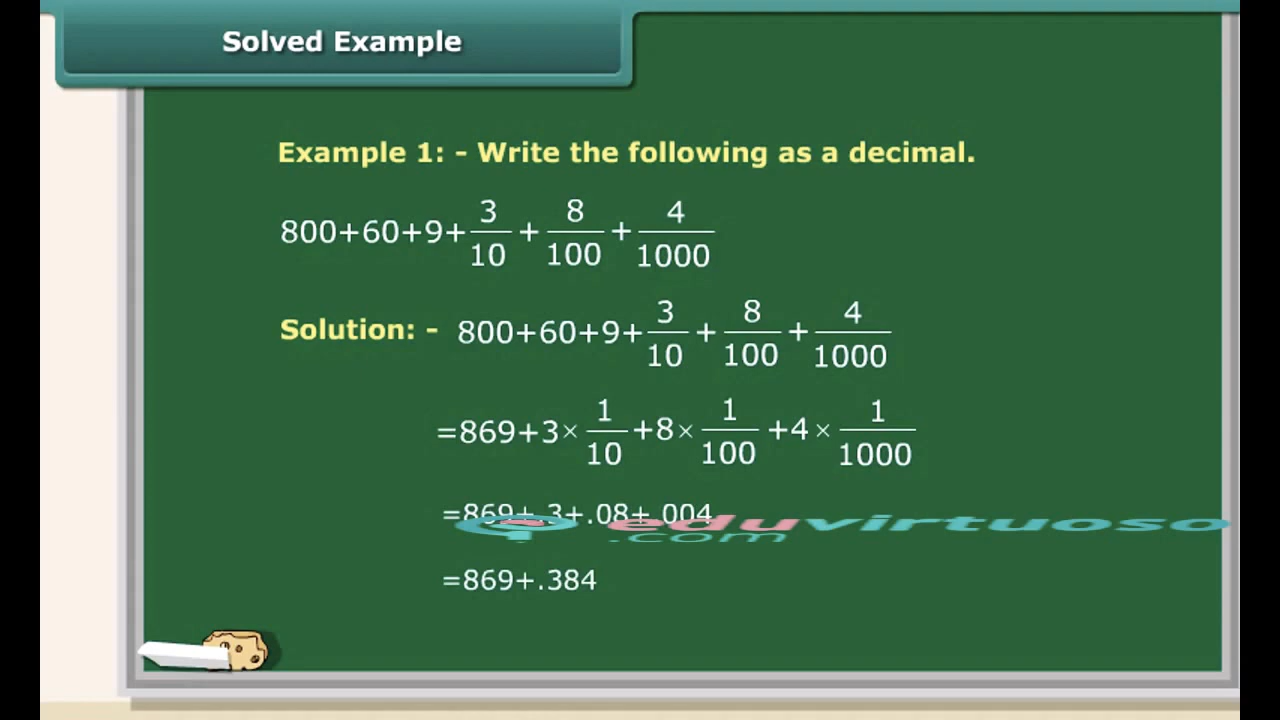 Solved Example
Example 1: - Write the following as a decimal.
800+60+9+3/10+8/100+4/1000
Solution: - 800+60+9+3/10+8/100+4/1000
=869+3×1/10+8×1/100+4×1/1000
=869+.3+.08+.004
eduvirtuoso
.com
=869+.384